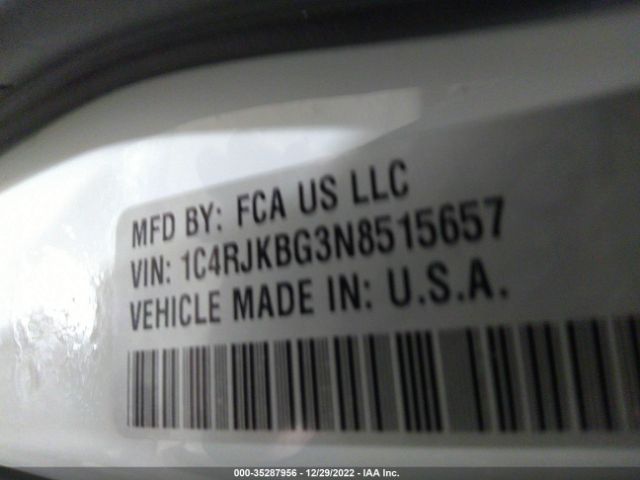 MFD BY: FCA US LLC
VIN: 1C4RJKBG3N8515657
VEHICLE MADE IN: U.S.A.
000-35287956 - 12/29/2022 - IAA Inc.